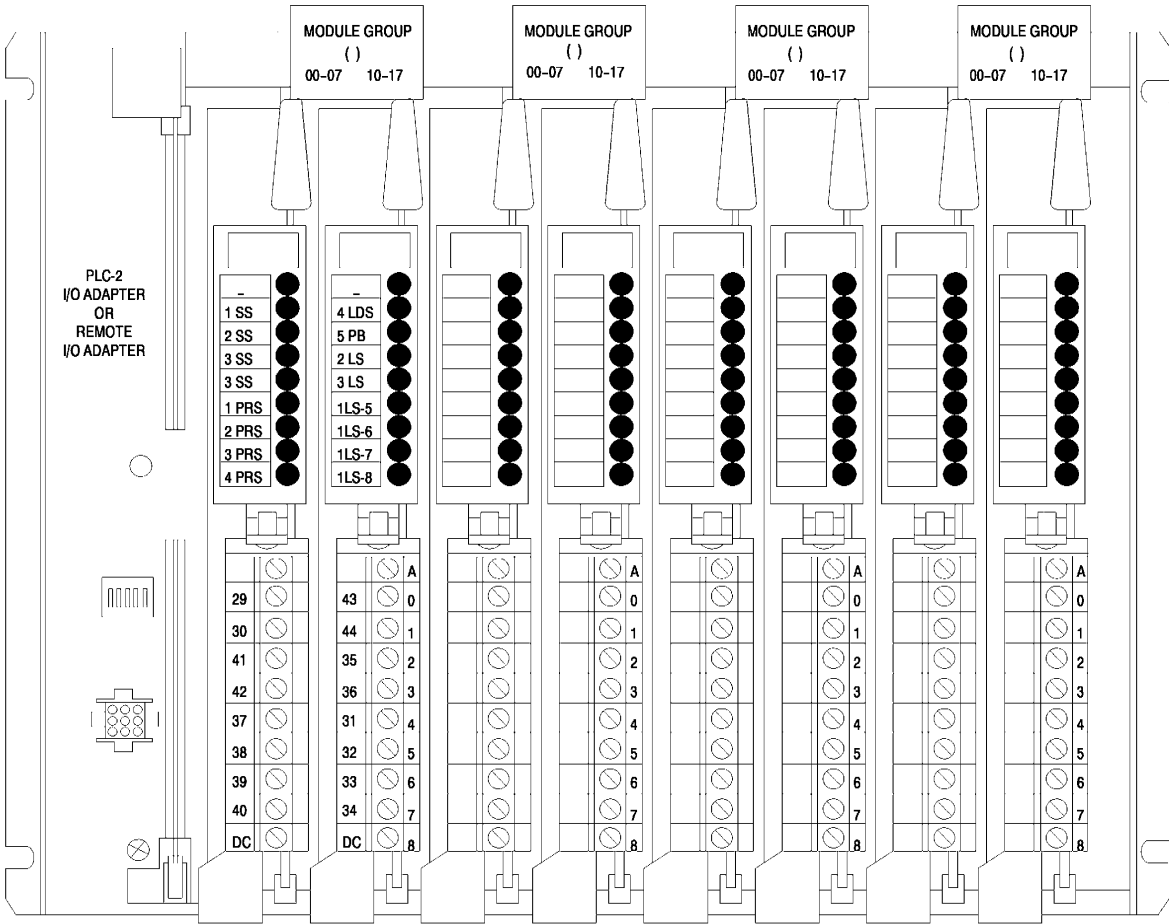 MODULE GROUP
( )
00-07 10-17
MODULE GROUP
( )
00-07 10-17
MODULE GROUP
( )
00-07 10-17
MODULE GROUP
( )
00-07 10-17
PLC-2
I/O ADAPTER
OR
REMOTE
I/O ADAPTER
–
1 SS
2 SS
3 SS
3 SS
1 PRS
2 PRS
3 PRS
4 PRS
–
4 LDS
5 PB
2 LS
3 LS
1LS-5
1LS-6
1LS-7
1LS-8
29
30
41
42
37
38
39
40
DC
A
43 0
44 1
35 2
36 3
31 4
32 5
33 6
34 7
DC 8
A
0
1
2
3
4
5
6
7
8
A
0
1
2
3
4
5
6
7
8
A
0
1
2
3
4
5
6
7
8